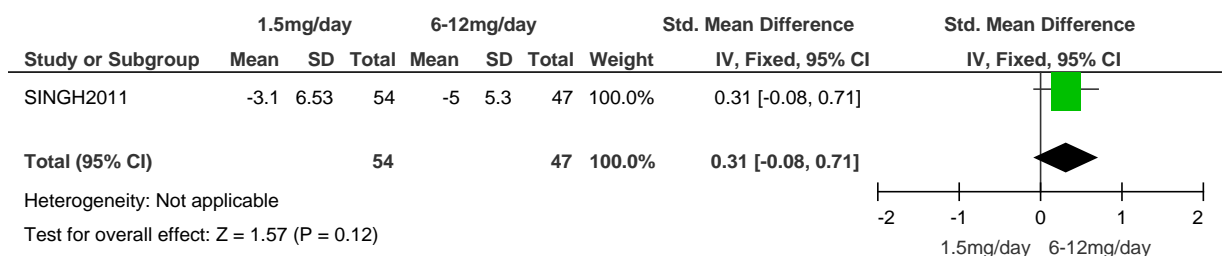 1.5mg/day 6-12mg/day Std. Mean Difference Std. Mean Difference
Study or Subgroup Mean SD Total Mean SD Total Weight IV, Fixed, 95% CI IV, Fixed, 95% CI
SINGH2011 -3.1 6.53 54 -5 5.3 47 100.0% 0.31 [-0.08, 0.71]
Total (95% CI) 54 47 100.0% 0.31 [-0.08, 0.71]
Heterogeneity: Not applicable
Test for overall effect: Z = 1.57 (P = 0.12)
-2 -1 0 1 2
1.5mg/day 6-12mg/day